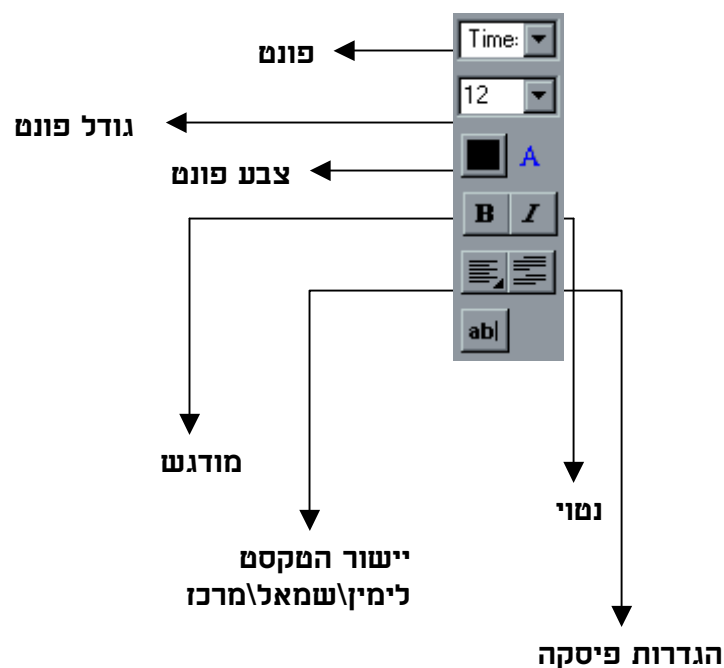 פונט
Time:
12
גודל פונט
A
צבע פונט
B I
ab|
מודגש
נטוי
יישור הטקסט
לימין\שמאל\מרכז
הגדרות פיסקה